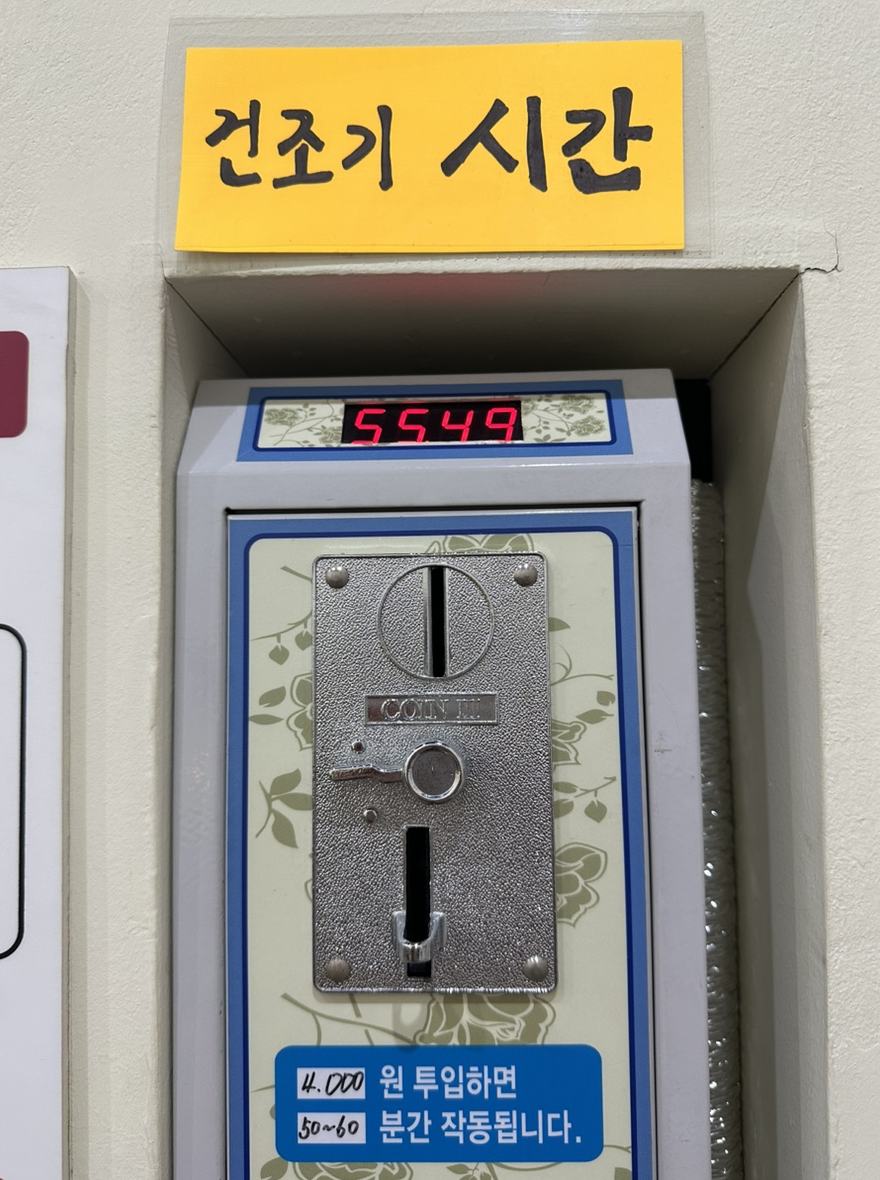 건조기 시간
5549
COIN III
4.000 원 투입하면
50~60 분간 작동됩니다.